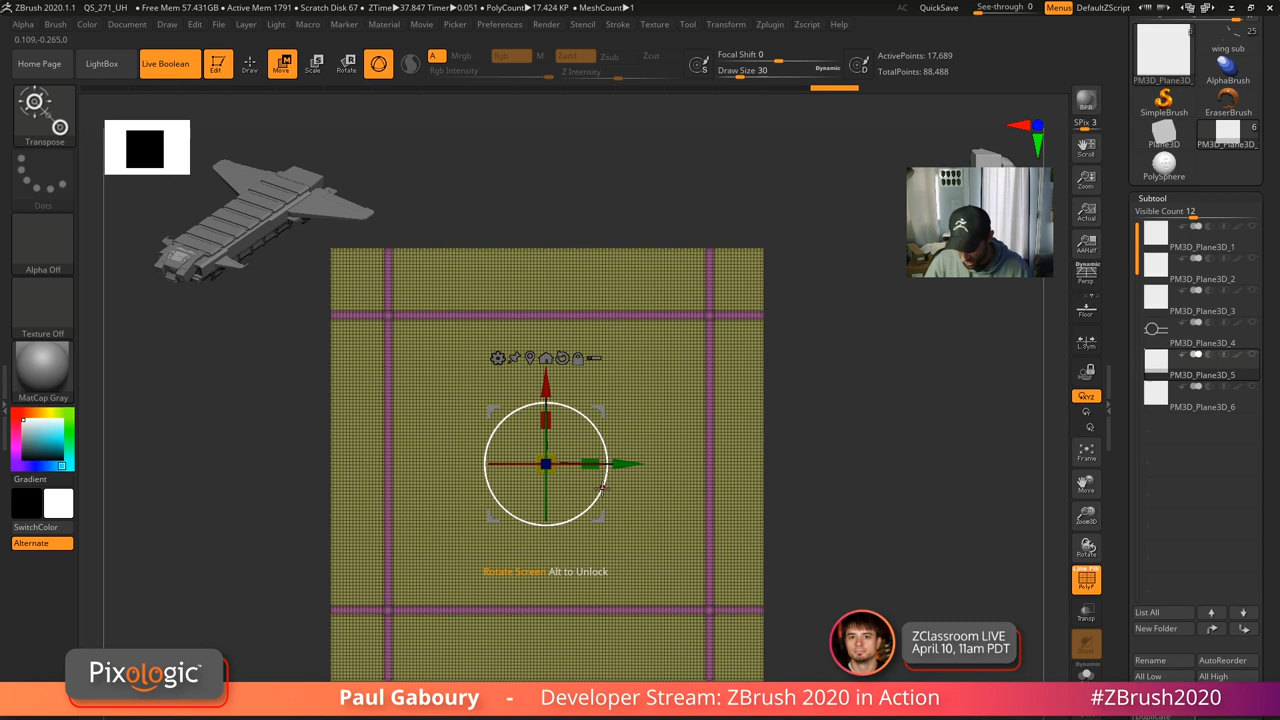 ZBrush 2020.1.1 QS_271_UH • Free Mem 57.431GB • Active Mem 1791 • Scratch Disk 67 • ZTime▶37.847 Timer▶0.051 • PolyCount▶17.424 KP • MeshCount▶1
AC QuickSave See-through 0 Menus DefaultZScript
Alpha Brush Color Document Draw Edit File Layer Light Macro Marker Material Movie Picker Preferences Render Stencil Stroke Texture Tool Transform Zplugin Zscript Help
0.109,-0.265,0
Home Page
LightBox
Live Boolean
Edit
Draw
Move
Scale
Rotate
A
Mrgb
Rgb
M
Rgb Intensity
Zadd
Zsub
Zcut
Z Intensity
Focal Shift 0
Draw Size 30
Dynamic
ActivePoints: 17,689
TotalPoints: 88,488
Transpose
Dots
Alpha Off
Texture Off
MatCap Gray
Gradient
SwitchColor
Alternate
Rotate Screen Alt to Unlock
BPR
SPix 3
Scroll
Zoom
Actual
AAHalf
Dynamic
Persp
Floor
L.Sym
XYZ
Frame
Move
Zoom3D
Rotate
Line Fill
PolyF
Transp
Dynamic
6
25
PM3D_Plane3D_
wing sub
AlphaBrush
SimpleBrush
EraserBrush
6
Plane3D
PM3D_Plane3D_
PolySphere
Subtool
Visible Count 12
PM3D_Plane3D_1
PM3D_Plane3D_2
PM3D_Plane3D_3
PM3D_Plane3D_4
PM3D_Plane3D_5
PM3D_Plane3D_6
List All
New Folder
Rename
AutoReorder
All Low
All High
Duplicate
ZClassroom LIVE
April 10, 11am PDT
Pixologic™
Paul Gaboury - Developer Stream: ZBrush 2020 in Action #ZBrush2020